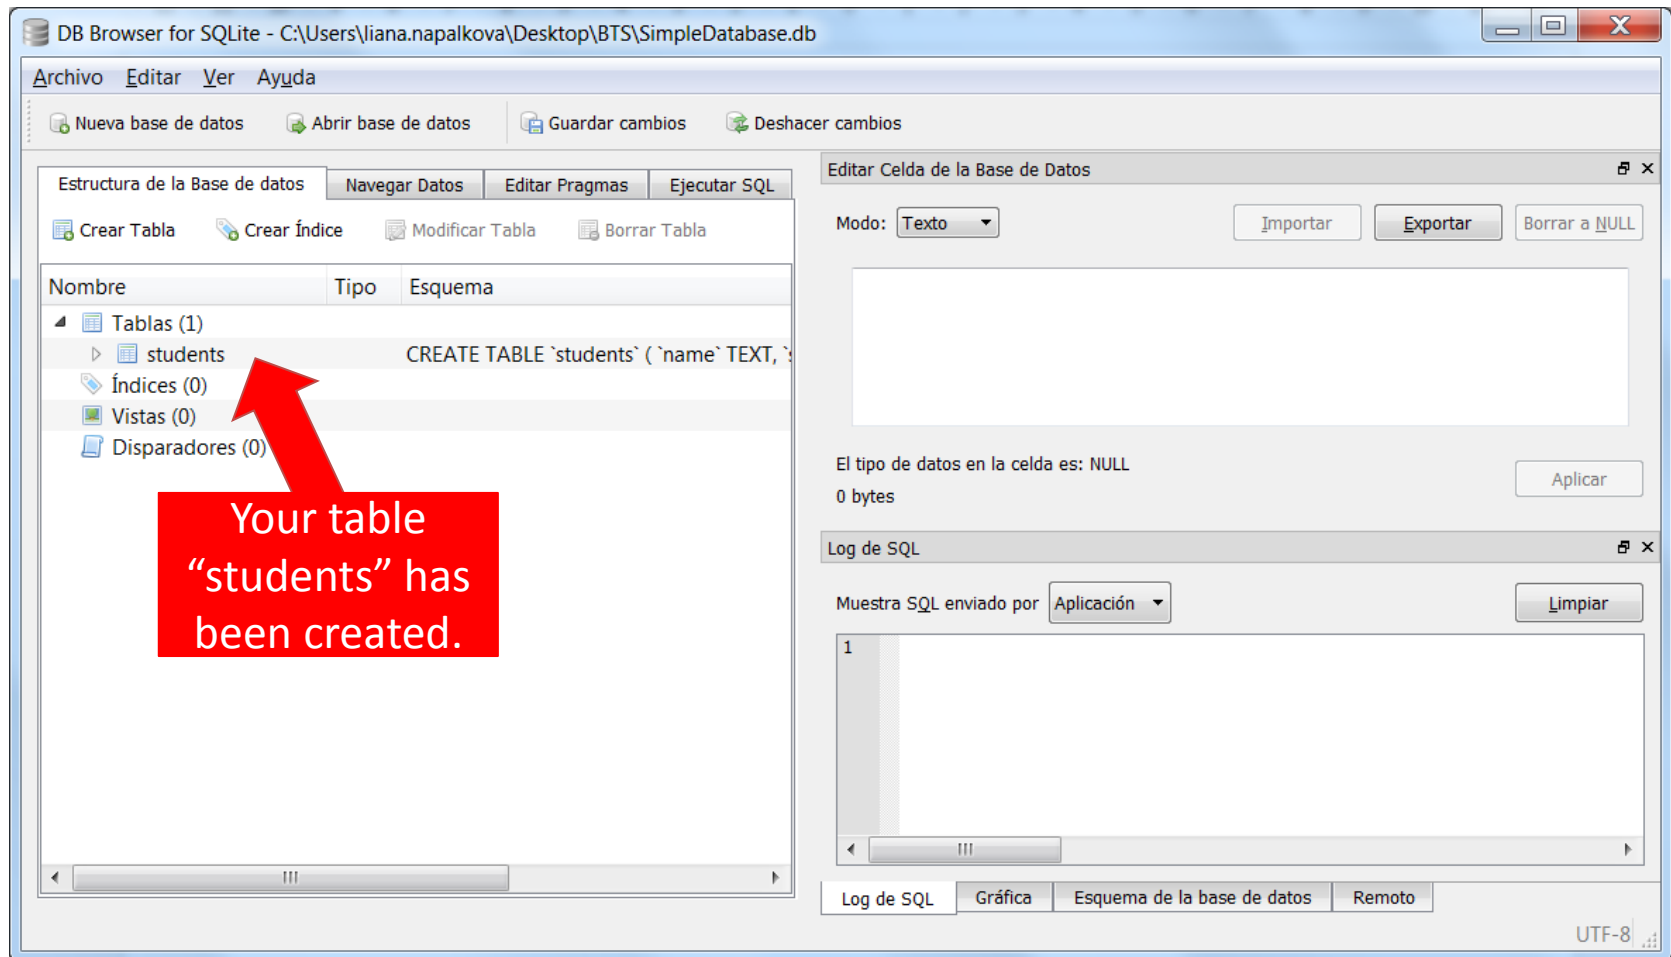 DB Browser for SQLite - C:\Users\liana.napalkova\Desktop\BTS\SimpleDatabase.db
Archivo Editar Ver Ayuda
Nueva base de datos Abrir base de datos Guardar cambios Deshacer cambios
Estructura de la Base de datos Navegar Datos Editar Pragmas Ejecutar SQL
Crear Tabla Crear Índice Modificar Tabla Borrar Tabla
Nombre Tipo Esquema
Tablas (1)
students CREATE TABLE `students` ( `name` TEXT, `
Índices (0)
Vistas (0)
Disparadores (0)
Your table
“students” has
been created.
Editar Celda de la Base de Datos
Modo: Texto Importar Exportar Borrar a NULL
El tipo de datos en la celda es: NULL
0 bytes
Aplicar
Log de SQL
Muestra SQL enviado por Aplicación Limpiar
1
Log de SQL Gráfica Esquema de la base de datos Remoto
UTF-8